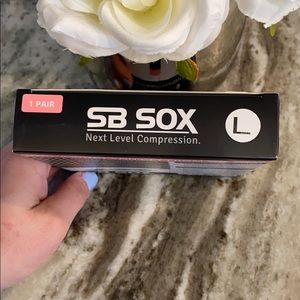 1 PAIR
SB SOX
Next Level Compression.
L